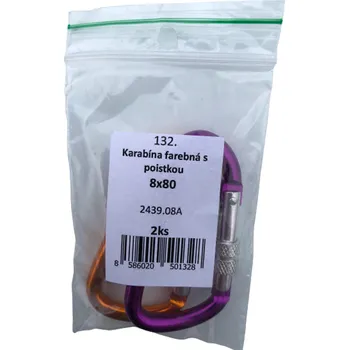 132.
Karabína farebná s
poistkou
8x80
2439.08A
2ks
8 586020 501328